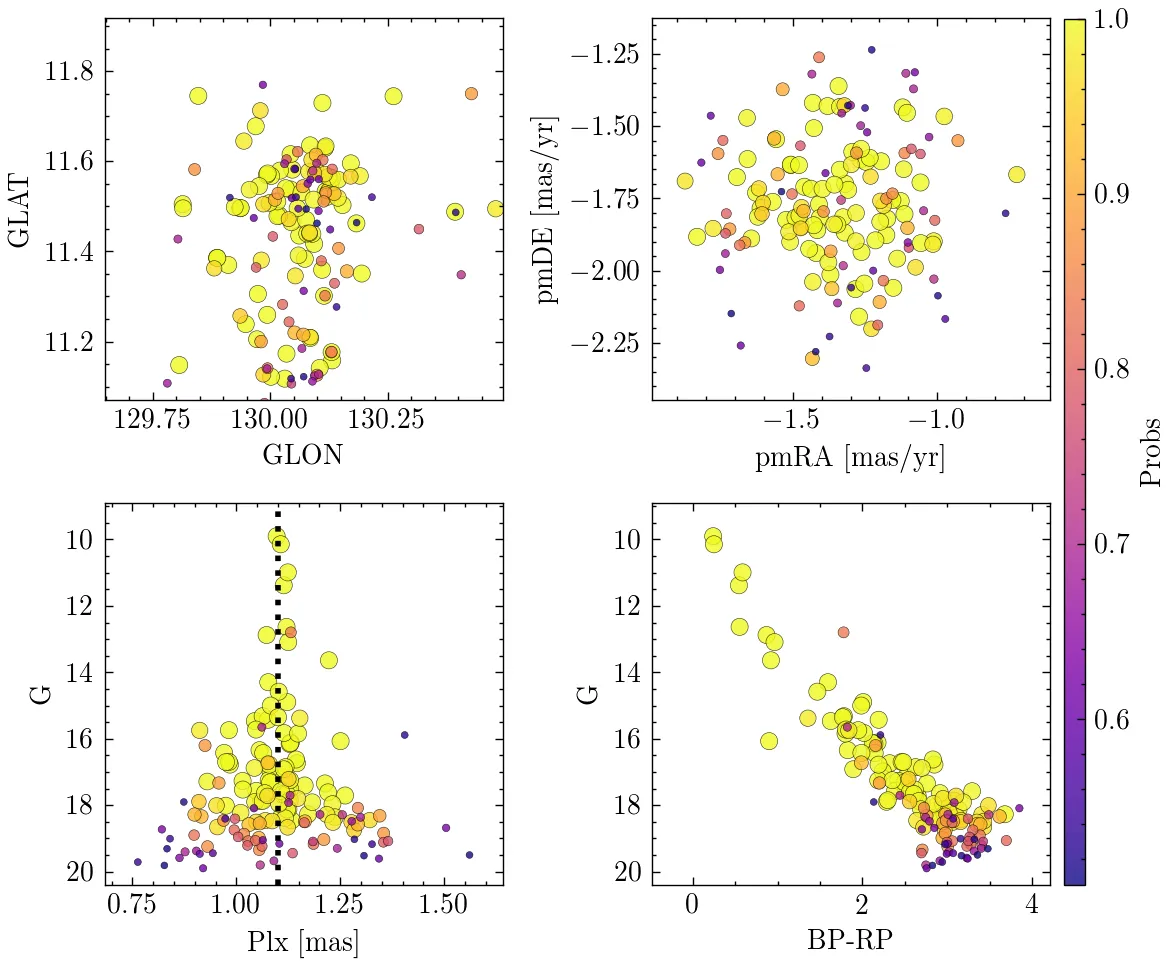 11.8
11.6
11.4
11.2
GLAT
129.75 130.00 130.25
GLON
−1.25
−1.50
−1.75
−2.00
−2.25
pmDE [mas/yr]
−1.5 −1.0
pmRA [mas/yr]
10
12
14
16
18
20
G
0.75 1.00 1.25 1.50
Plx [mas]
10
12
14
16
18
20
G
0 2 4
BP-RP
1.0
0.9
0.8
0.7
0.6
Probs